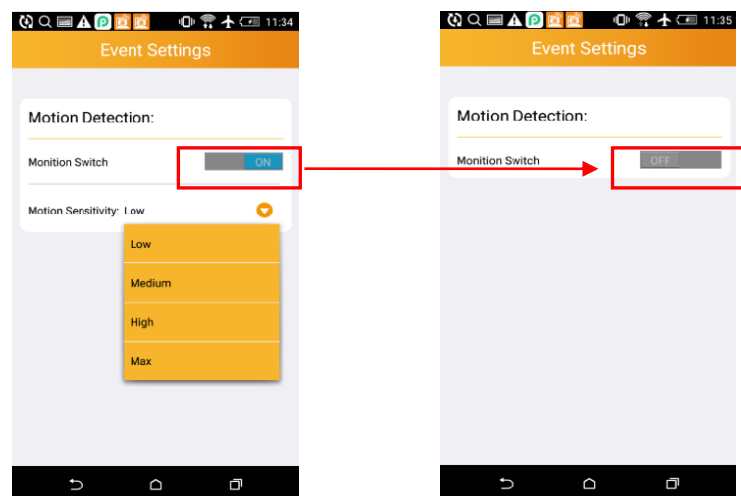 11:34
Event Settings
Motion Detection:
Monition Switch ON
Motion Sensitivity: Low
Low
Medium
High
Max
11:35
Event Settings
Motion Detection:
Monition Switch OFF